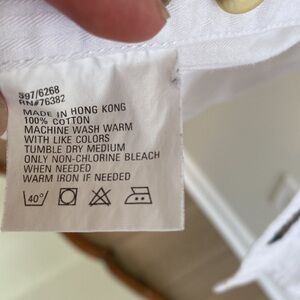 597/6268
RN#76382
MADE IN HONG KONG
100% COTTON
MACHINE WASH WARM
WITH LIKE COLORS
TUMBLE DRY MEDIUM
ONLY NON-CHLORINE BLEACH
WHEN NEEDED
WARM IRON IF NEEDED
40°